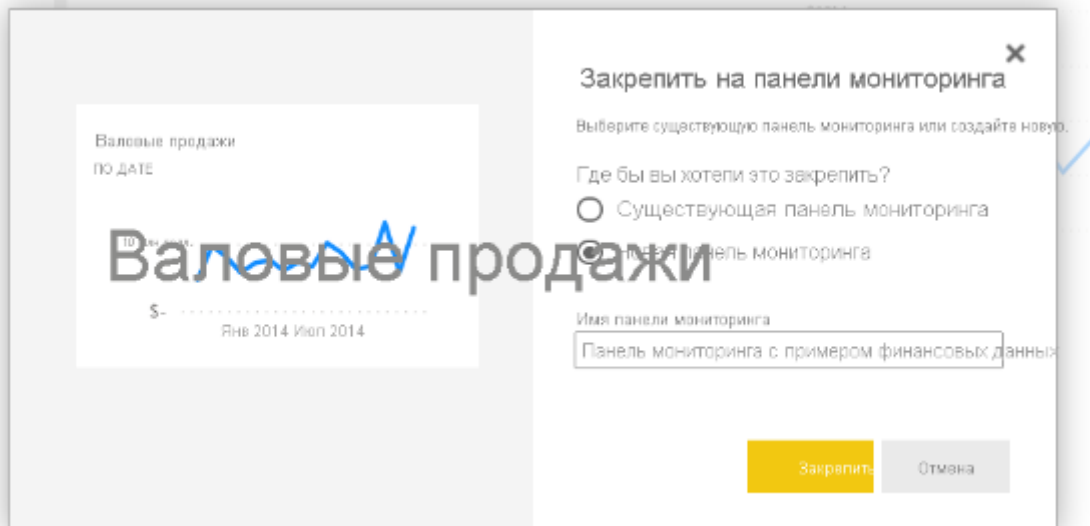 Закрепить на панели мониторинга
Выберите существующую панель мониторинга или создайте новую.
Валовые продажи
ПО ДАТЕ
Где бы вы хотели это закрепить?
Существующая панель мониторинга
Валовые продажи
панель мониторинга
$-
Янв 2014 Июл 2014
Имя панели мониторинга
Панель мониторинга с примером финансовых данных
Закрепить
Отмена